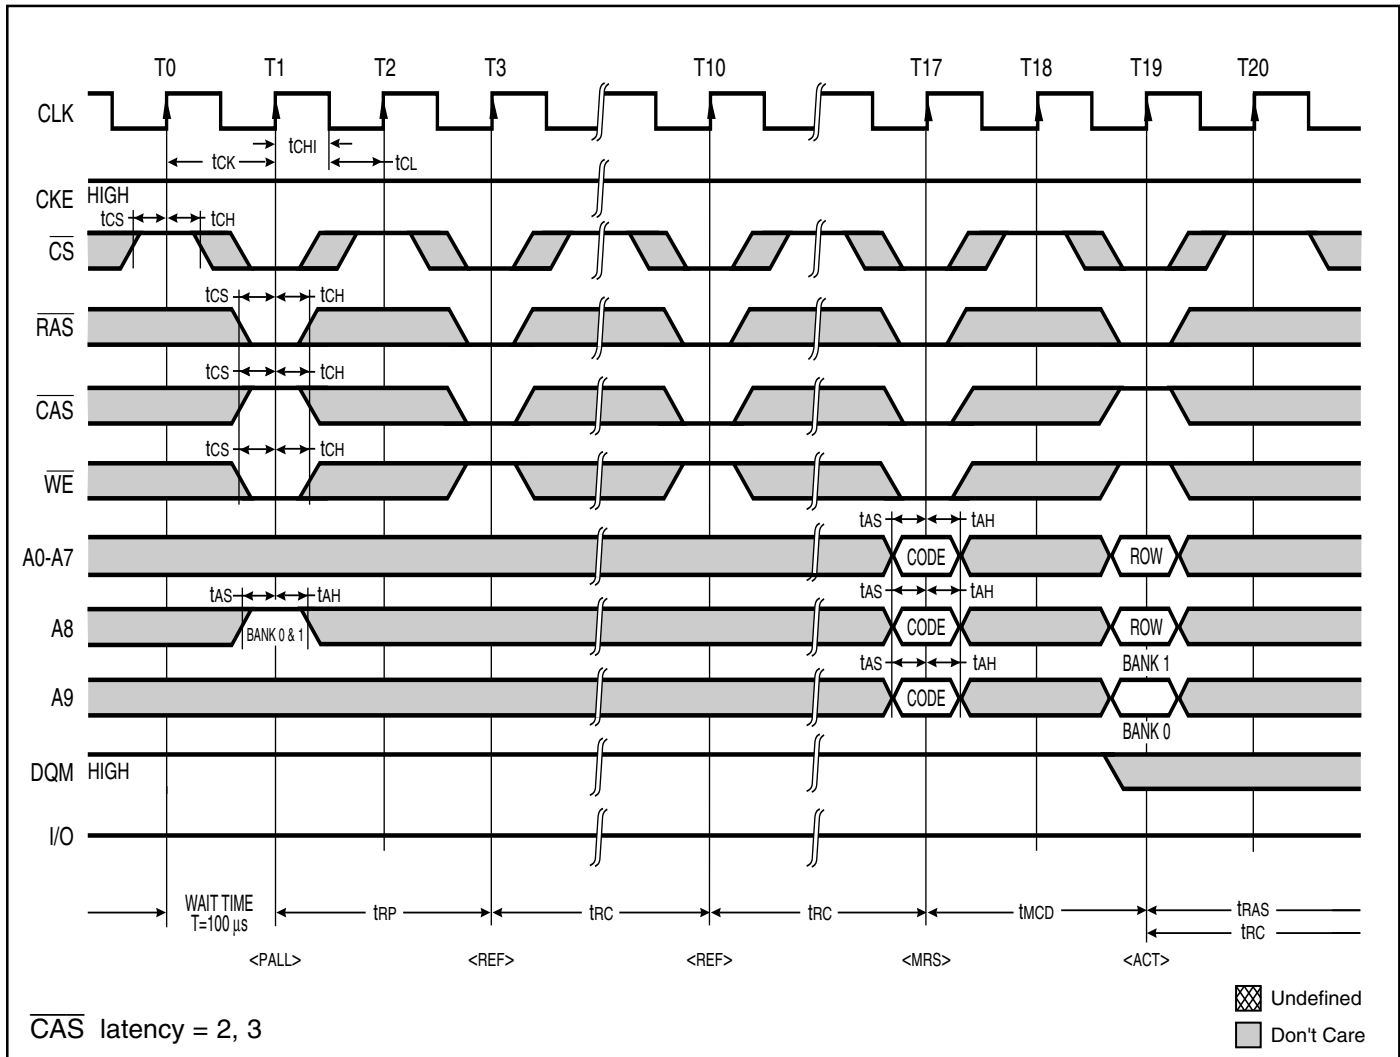 T0 T1 T2 T3 T10 T17 T18 T19 T20
CLK
tCHI
tCK tCL
CKE HIGH
tCS tCH
CS
tCS tCH
RAS
tCS tCH
CAS
tCS tCH
WE
tAS tAH
A0-A7 CODE ROW
tAS tAH tAS tAH
A8 BANK 0 & 1 CODE ROW
tAS tAH BANK 1
A9 CODE
BANK 0
DQM HIGH
I/O
WAIT TIME
T=100 µs
tRP tRC tRC tMCD tRAS
tRC
<PALL> <REF> <REF> <MRS> <ACT>
Undefined
CAS latency = 2, 3
Don't Care